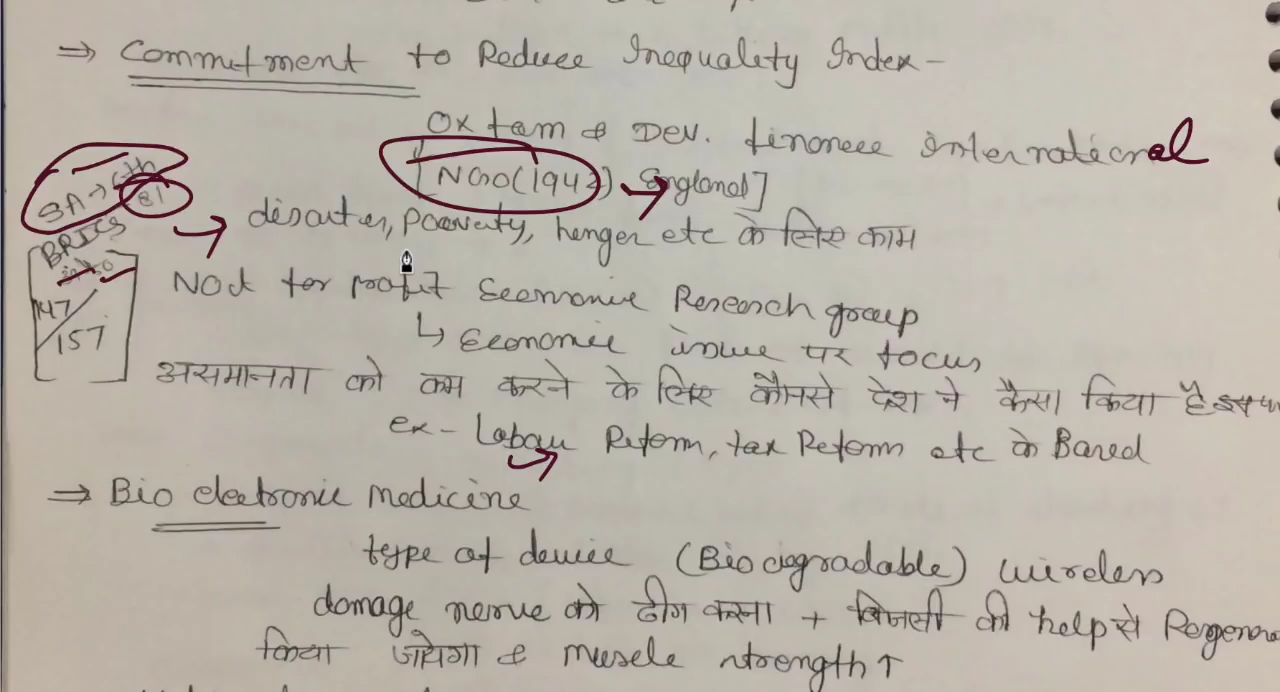 ⇒ Commitment to Reduce Inequality Index-
Oxfam & Dev. finance international
[NGO(1942) → England]
SA → 6th
81
disaster, Poverty, hunger etc के लिए काम
BRICS
Not for profit Economic Research group
147/157
↳ Economic issue पर focus
असमानता को कम करने के लिए कौनसे देश ने कैसा किया है
ex- Labour Reform, tax Reform etc के Based
⇒ Bio electronic medicine
type of device (Biodegradable) wireless
damage nerve को ठीग करना + बिजली की help से Regenera
किया जायेगा & muscle strength ↑